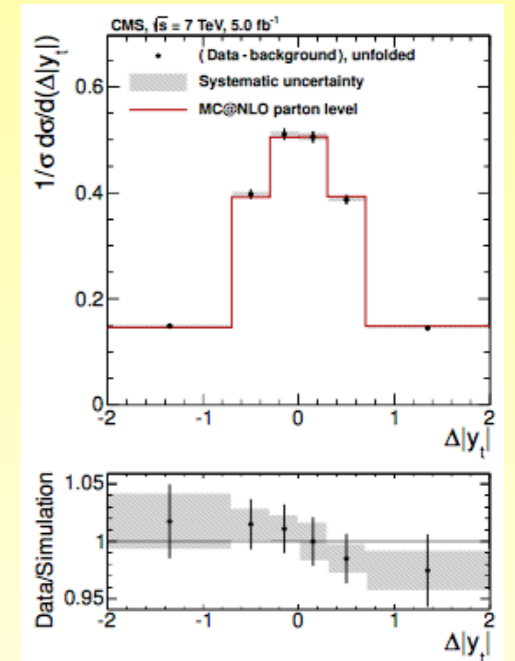 CMS, √s = 7 TeV, 5.0 fb⁻¹
(Data - background), unfolded
Systematic uncertainty
MC@NLO parton level
1/σ dσ/d(Δ|y_t|)
0.6
0.4
0.2
0
-2 -1 0 1 2
Δ|y_t|
Data/Simulation
1.05
1
0.95
-2 -1 0 1 2
Δ|y_t|